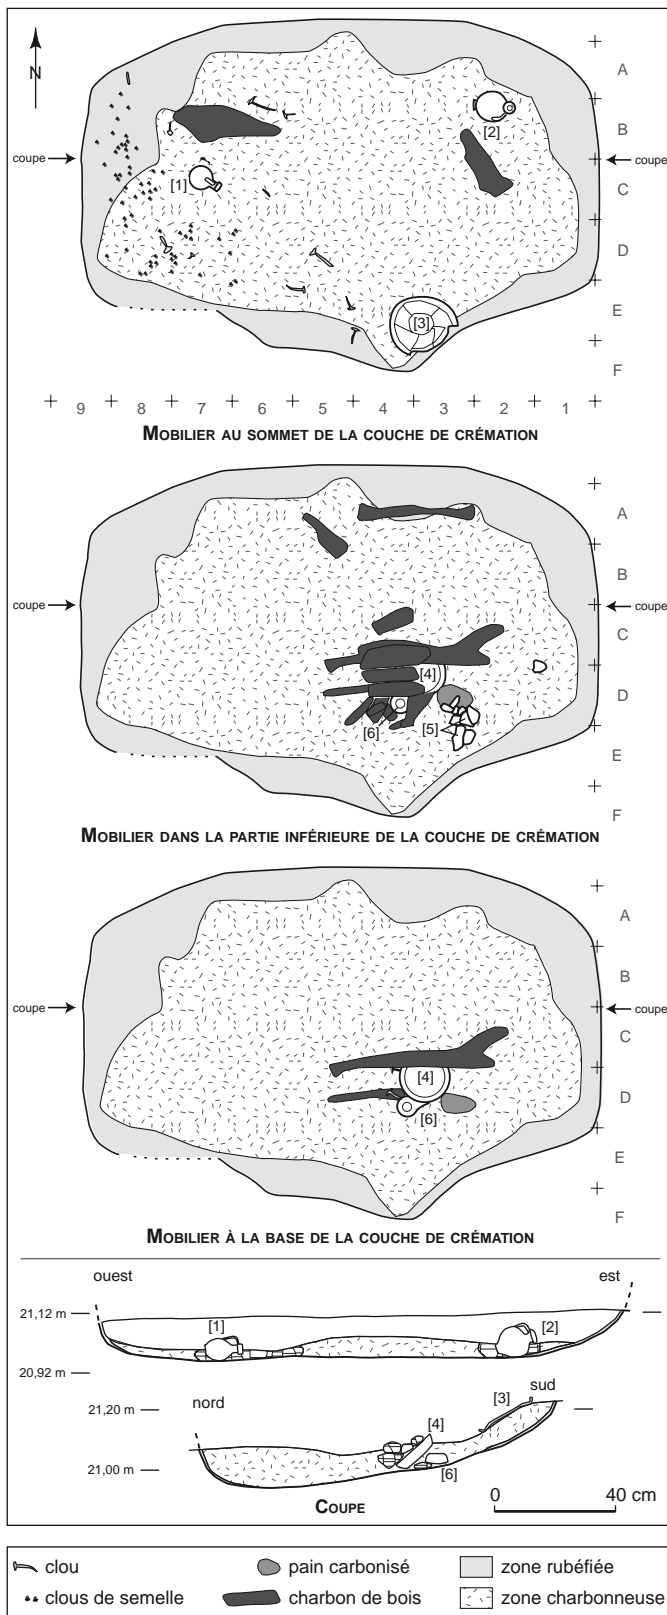 N
A
B
[2]
coupe
coupe
[1]
C
D
E
[3]
F
9 8 7 6 5 4 3 2 1
MOBILIER AU SOMMET DE LA COUCHE DE CRÉMATION
A
B
coupe
coupe
C
[4]
D
[6] [5]
E
F
MOBILIER DANS LA PARTIE INFÉRIEURE DE LA COUCHE DE CRÉMATION
A
B
coupe
coupe
C
[4]
D
[6]
E
F
MOBILIER À LA BASE DE LA COUCHE DE CRÉMATION
ouest est
21,12 m
[1] [2]
20,92 m
sud
21,20 m nord [3]
[4]
21,00 m [6]
COUPE 0 40 cm
clou pain carbonisé zone rubéfiée
clous de semelle charbon de bois zone charbonneuse